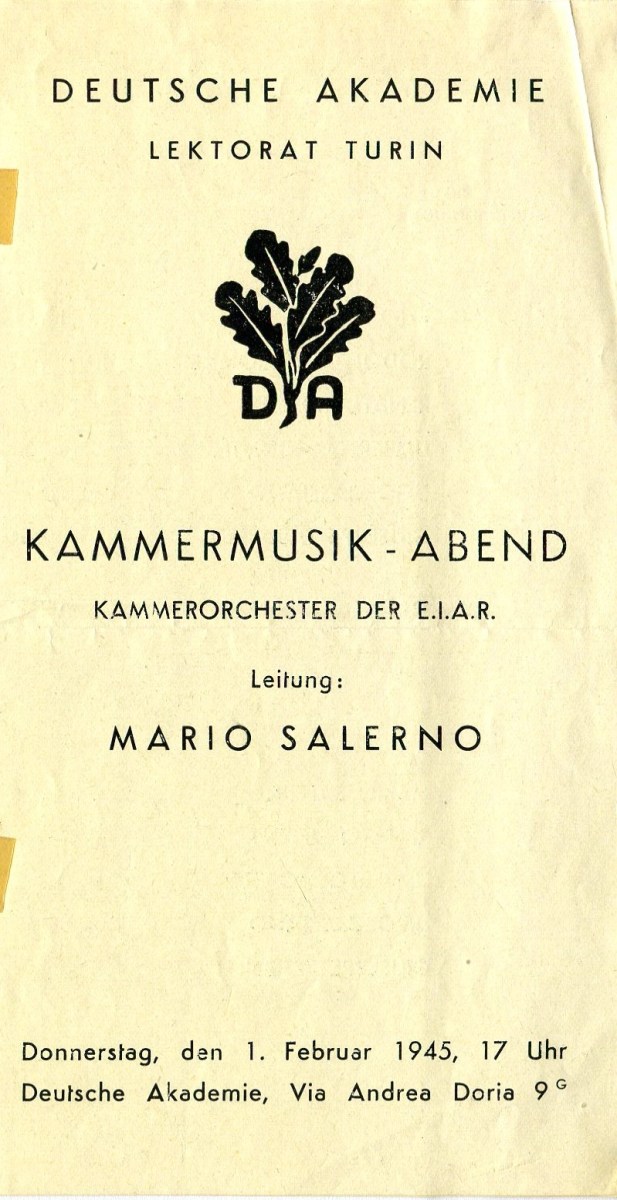 DEUTSCHE AKADEMIE
LEKTORAT TURIN
DA
KAMMERMUSIK - ABEND
KAMMERORCHESTER DER E.I.A.R.
Leitung:
MARIO SALERNO
Donnerstag, den 1. Februar 1945, 17 Uhr
Deutsche Akademie, Via Andrea Doria 9 G